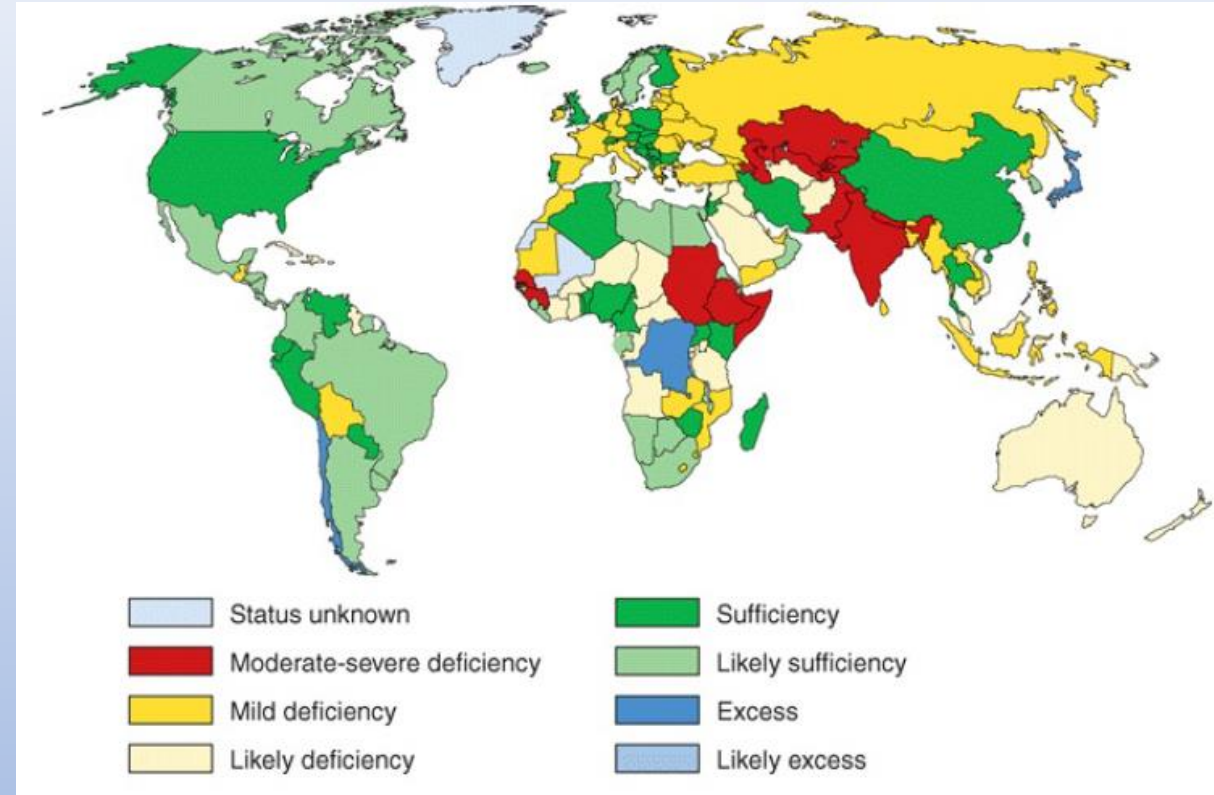 Status unknown
Moderate-severe deficiency
Mild deficiency
Likely deficiency
Sufficiency
Likely sufficiency
Excess
Likely excess